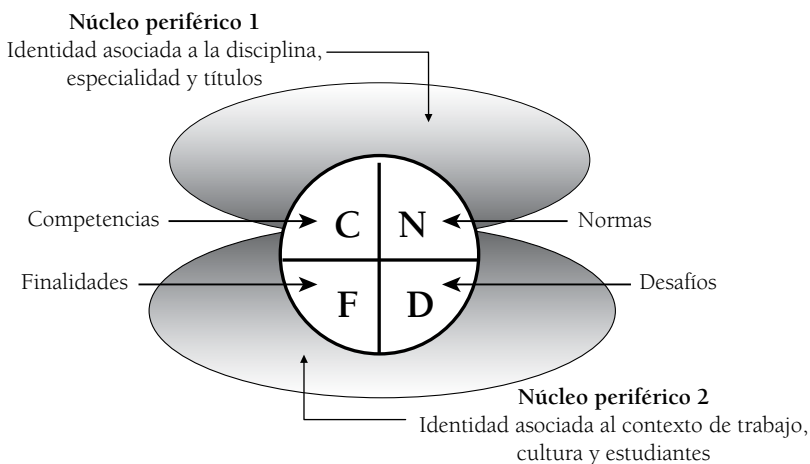 Núcleo periférico 1
Identidad asociada a la disciplina,
especialidad y títulos
Competencias
C
N
Normas
Finalidades
F
D
Desafíos
Núcleo periférico 2
Identidad asociada al contexto de trabajo,
cultura y estudiantes